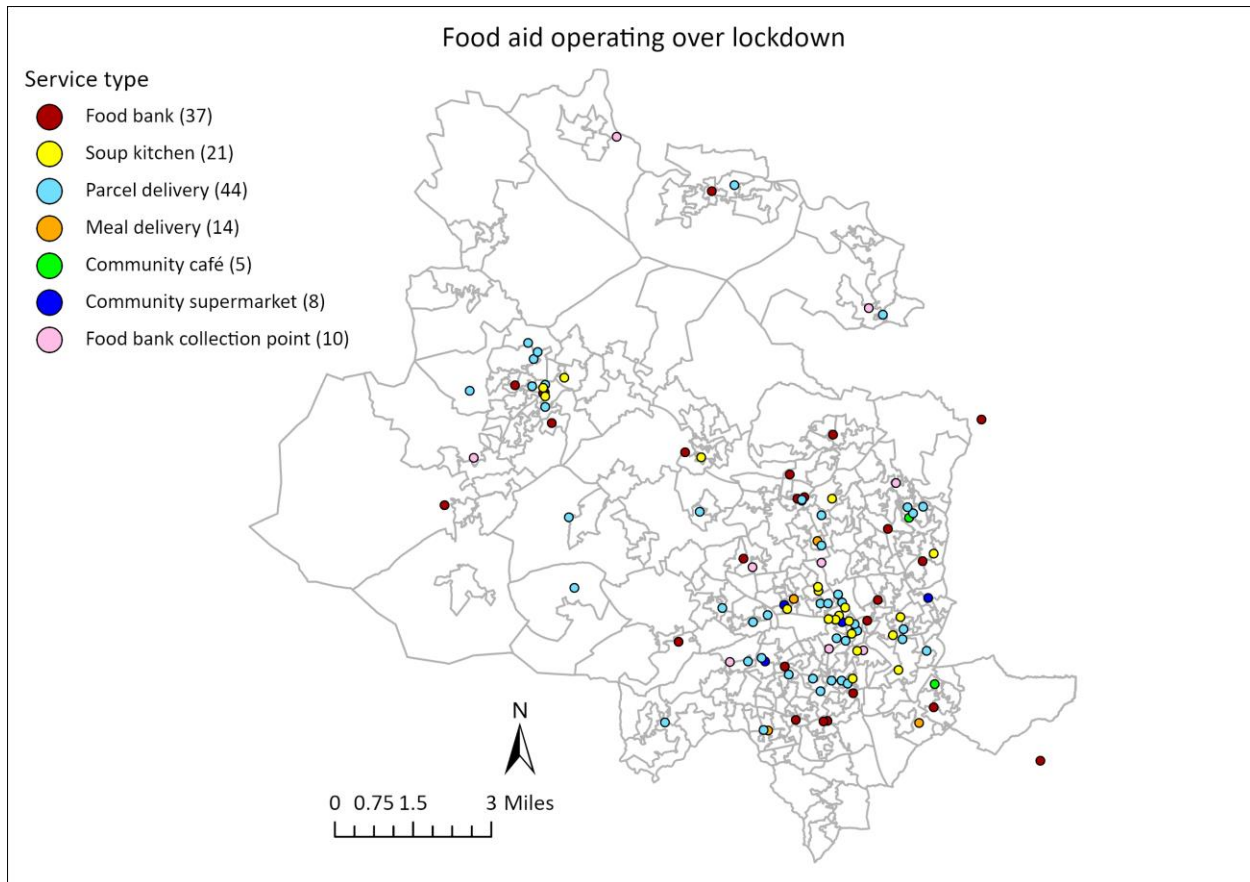 Food aid operating over lockdown
Service type
Food bank (37)
Soup kitchen (21)
Parcel delivery (44)
Meal delivery (14)
Community café (5)
Community supermarket (8)
Food bank collection point (10)
N
0 0.75 1.5 3 Miles